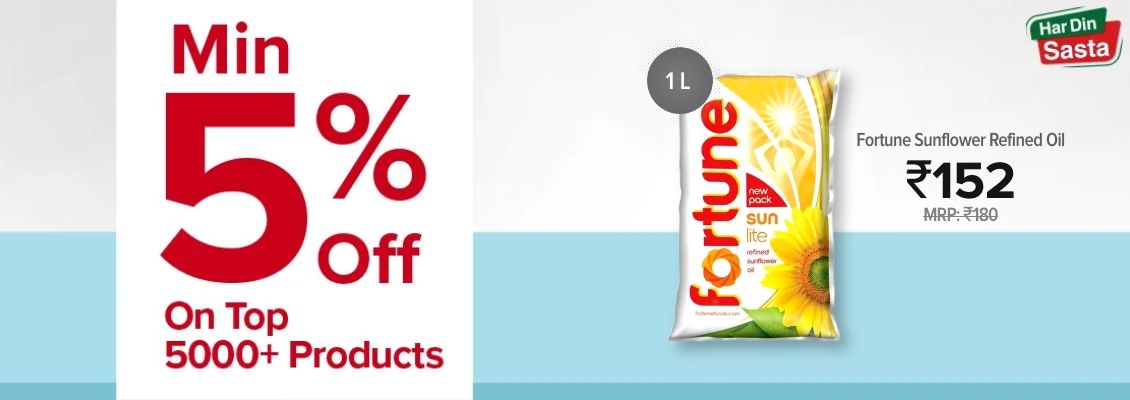 Min
5%
Off
On Top
5000+ Products
1 L
fortune
new
pack
sun
lite
refined
sunflower
oil
fortunefoods.com
Fortune Sunflower Refined Oil
₹152
MRP: ₹180
Har Din
Sasta